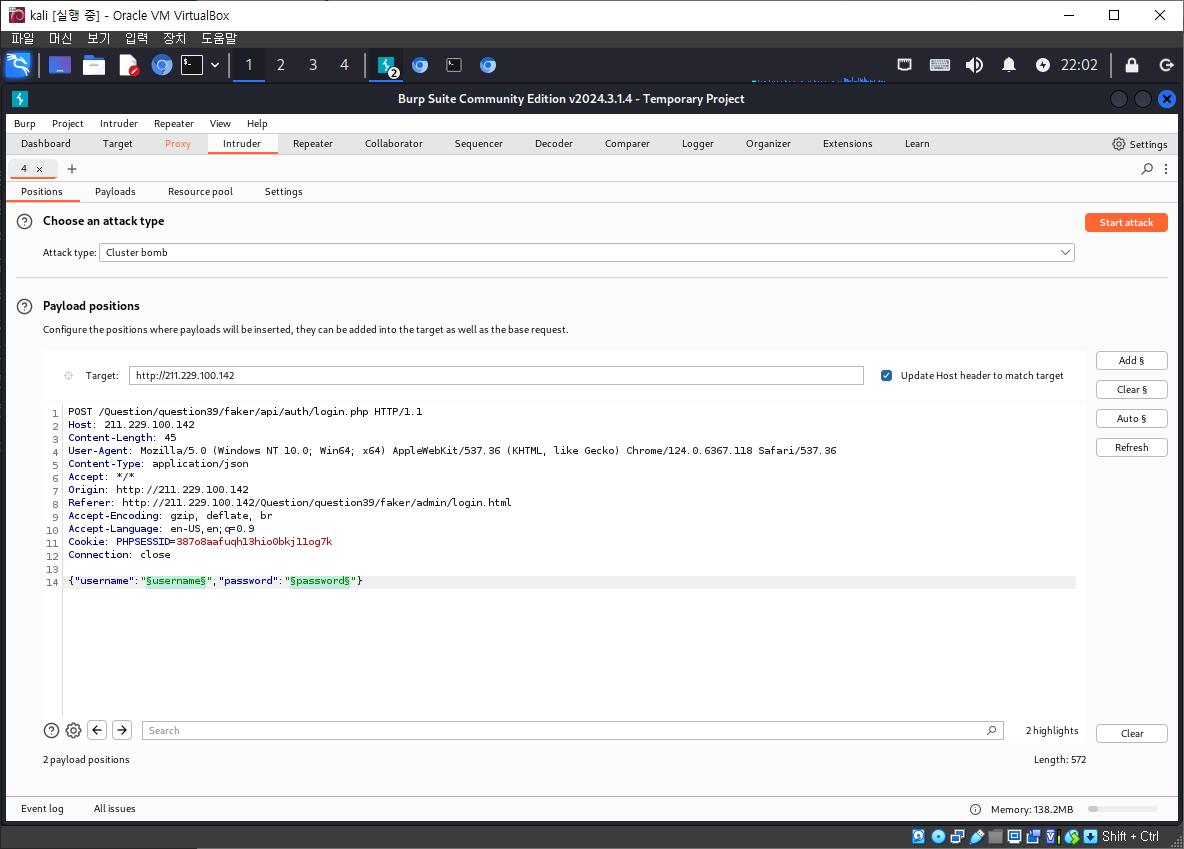 kali [실행 중] - Oracle VM VirtualBox
파일 머신 보기 입력 장치 도움말
1 2 3 4 2 22:02
Burp Suite Community Edition v2024.3.1.4 - Temporary Project
Burp Project Intruder Repeater View Help
Dashboard Target Proxy Intruder Repeater Collaborator Sequencer Decoder Comparer Logger Organizer Extensions Learn Settings
4 × +
Positions Payloads Resource pool Settings
? Choose an attack type Start attack
Attack type: Cluster bomb
? Payload positions
Configure the positions where payloads will be inserted, they can be added into the target as well as the base request.
Add §
Target: http://211.229.100.142 Update Host header to match target
Clear §
Auto §
Refresh
1 POST /Question/question39/faker/api/auth/login.php HTTP/1.1
2 Host: 211.229.100.142
3 Content-Length: 45
4 User-Agent: Mozilla/5.0 (Windows NT 10.0; Win64; x64) AppleWebKit/537.36 (KHTML, like Gecko) Chrome/124.0.6367.118 Safari/537.36
5 Content-Type: application/json
6 Accept: */*
7 Origin: http://211.229.100.142
8 Referer: http://211.229.100.142/Question/question39/faker/admin/login.html
9 Accept-Encoding: gzip, deflate, br
10 Accept-Language: en-US,en;q=0.9
11 Cookie: PHPSESSID=387o8aafuqh13hio0bkj11og7k
12 Connection: close
13
14 {"username":"§username§","password":"§password§"}
? Search 2 highlights Clear
2 payload positions Length: 572
Event log All issues Memory: 138.2MB
Shift + Ctrl